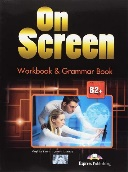 On
Screen
Workbook & Grammar Book
B2+
Express Publishing